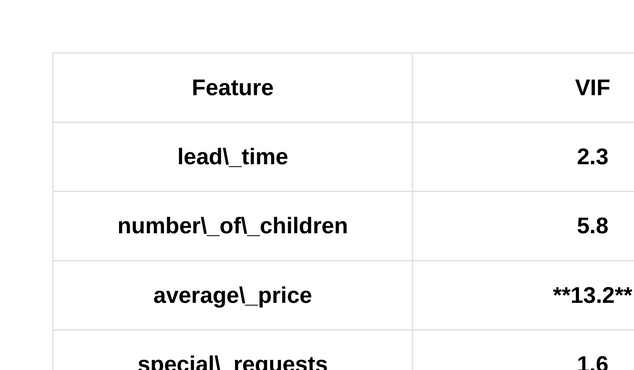 Feature VIF
lead\_time 2.3
number\_of\_children 5.8
average\_price **13.2**
special\_requests 1.6